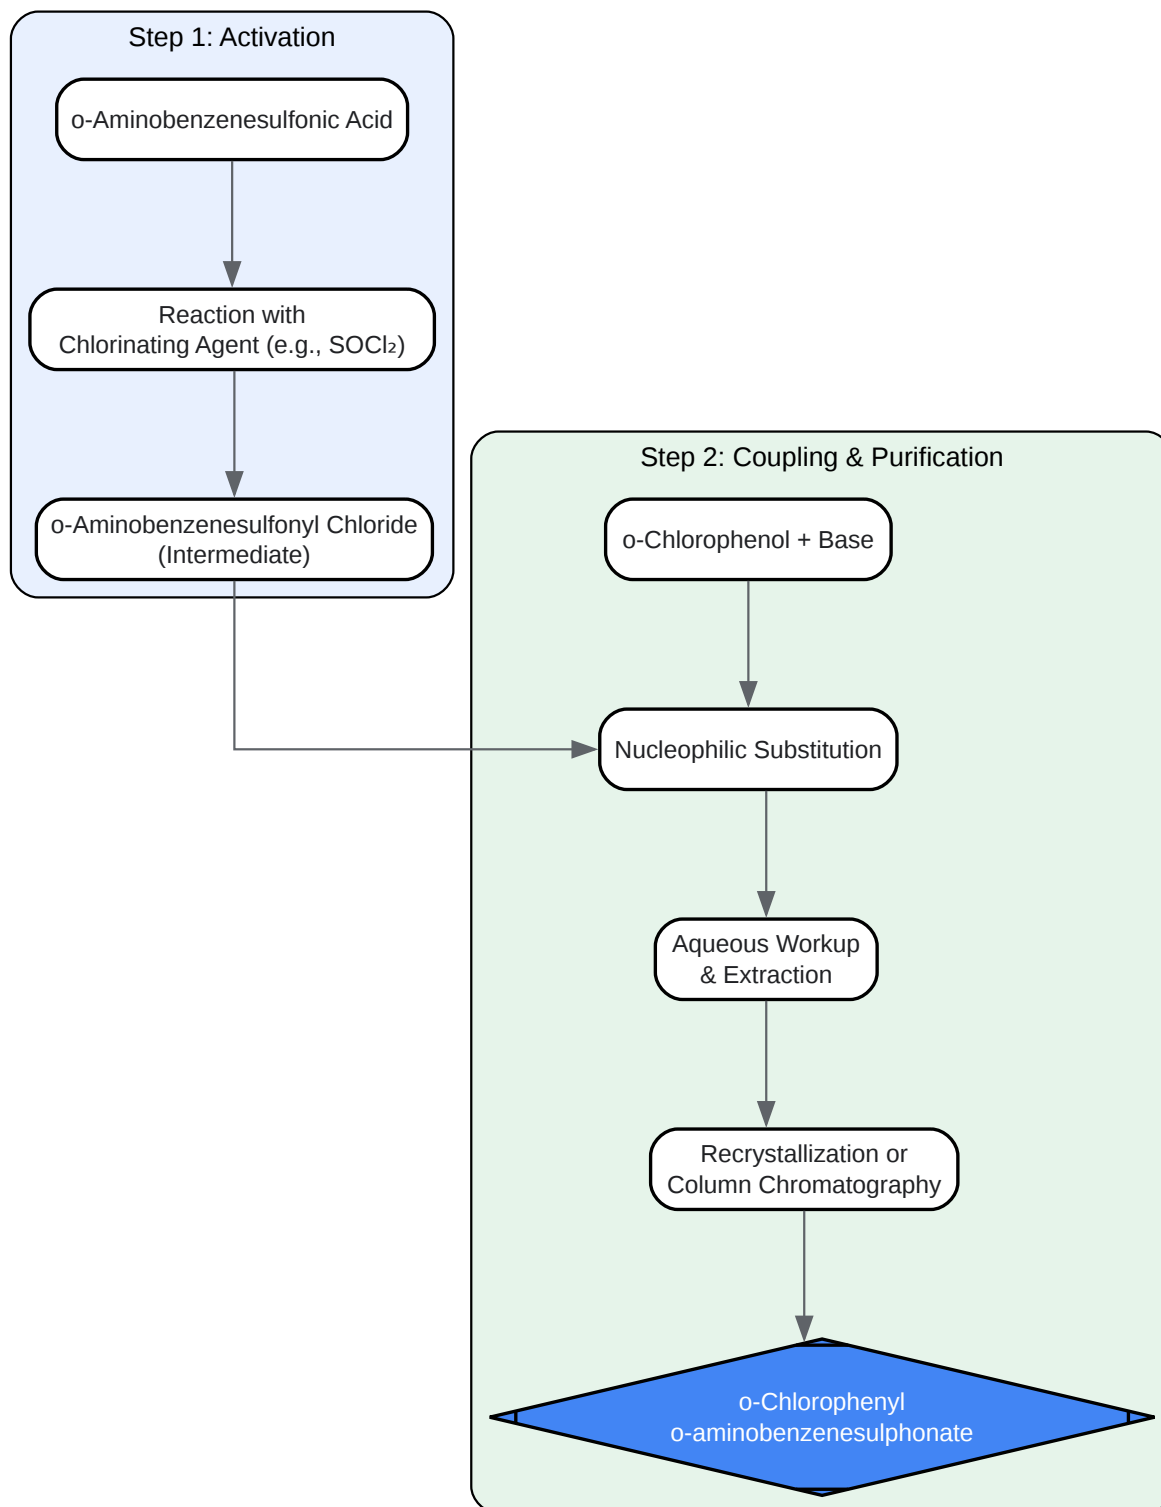 Step 1: Activation
o-Aminobenzenesulfonic Acid
Reaction with
Chlorinating Agent (e.g., SOCl₂)
o-Aminobenzenesulfonyl Chloride
(Intermediate)
Step 2: Coupling & Purification
o-Chlorophenol + Base
Nucleophilic Substitution
Aqueous Workup
& Extraction
Recrystallization or
Column Chromatography
o-Chlorophenyl
o-aminobenzenesulphonate